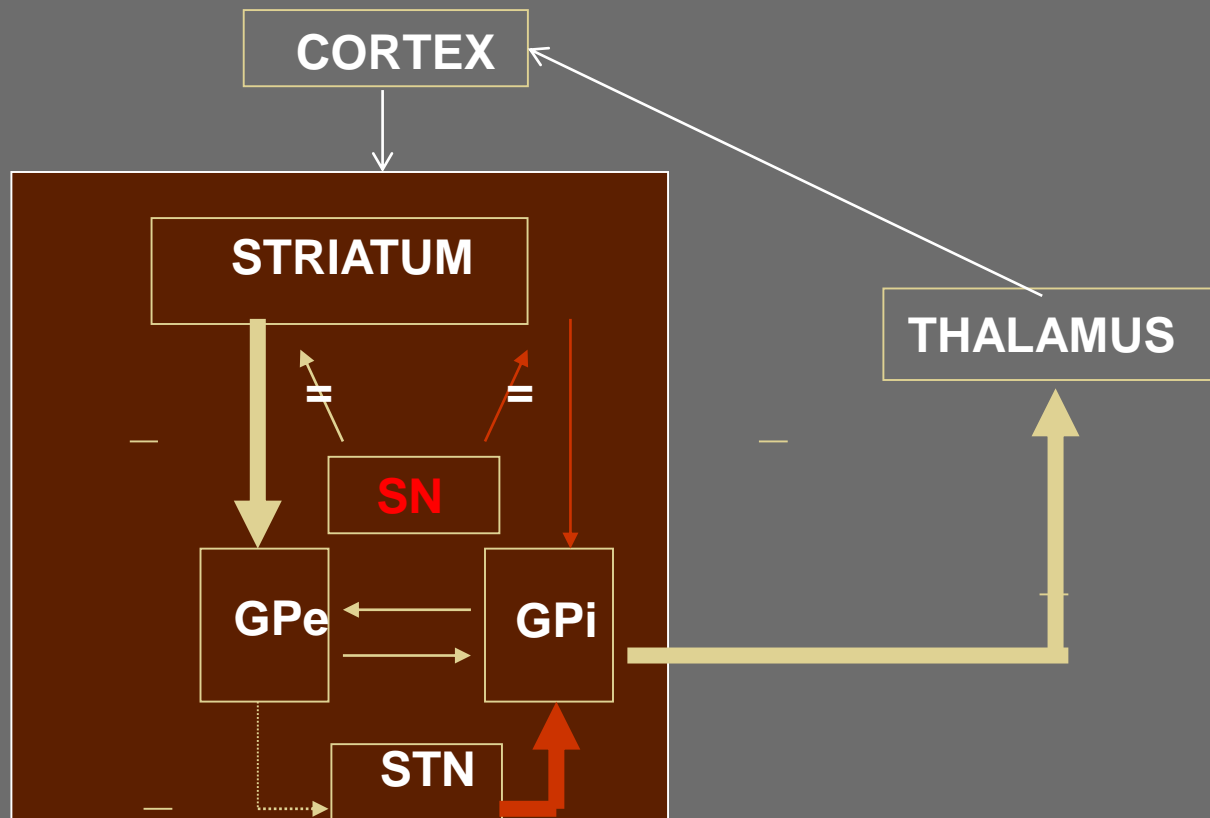 CORTEX
STRIATUM
THALAMUS
=
=
—
—
SN
—
GPe
GPi
STN
—